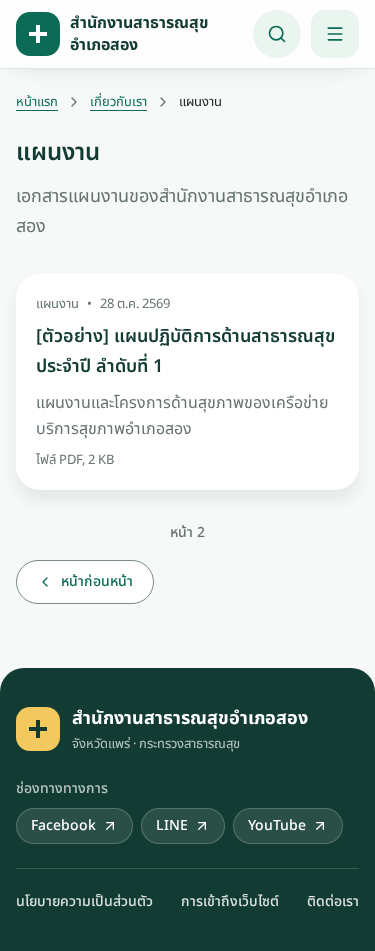 สำนักงานสาธารณสุข
อำเภอสอง
หน้าแรก > เกี่ยวกับเรา > แผนงาน
แผนงาน
เอกสารแผนงานของสำนักงานสาธารณสุขอำเภอ
สอง
แผนงาน • 28 ต.ค. 2569
[ตัวอย่าง] แผนปฏิบัติการด้านสาธารณสุข
ประจำปี ลำดับที่ 1
แผนงานและโครงการด้านสุขภาพของเครือข่าย
บริการสุขภาพอำเภอสอง
ไฟล์ PDF, 2 KB
หน้า 2
หน้าก่อนหน้า
สำนักงานสาธารณสุขอำเภอสอง
จังหวัดแพร่ · กระทรวงสาธารณสุข
ช่องทางทางการ
Facebook LINE YouTube
นโยบายความเป็นส่วนตัว การเข้าถึงเว็บไซต์ ติดต่อเรา